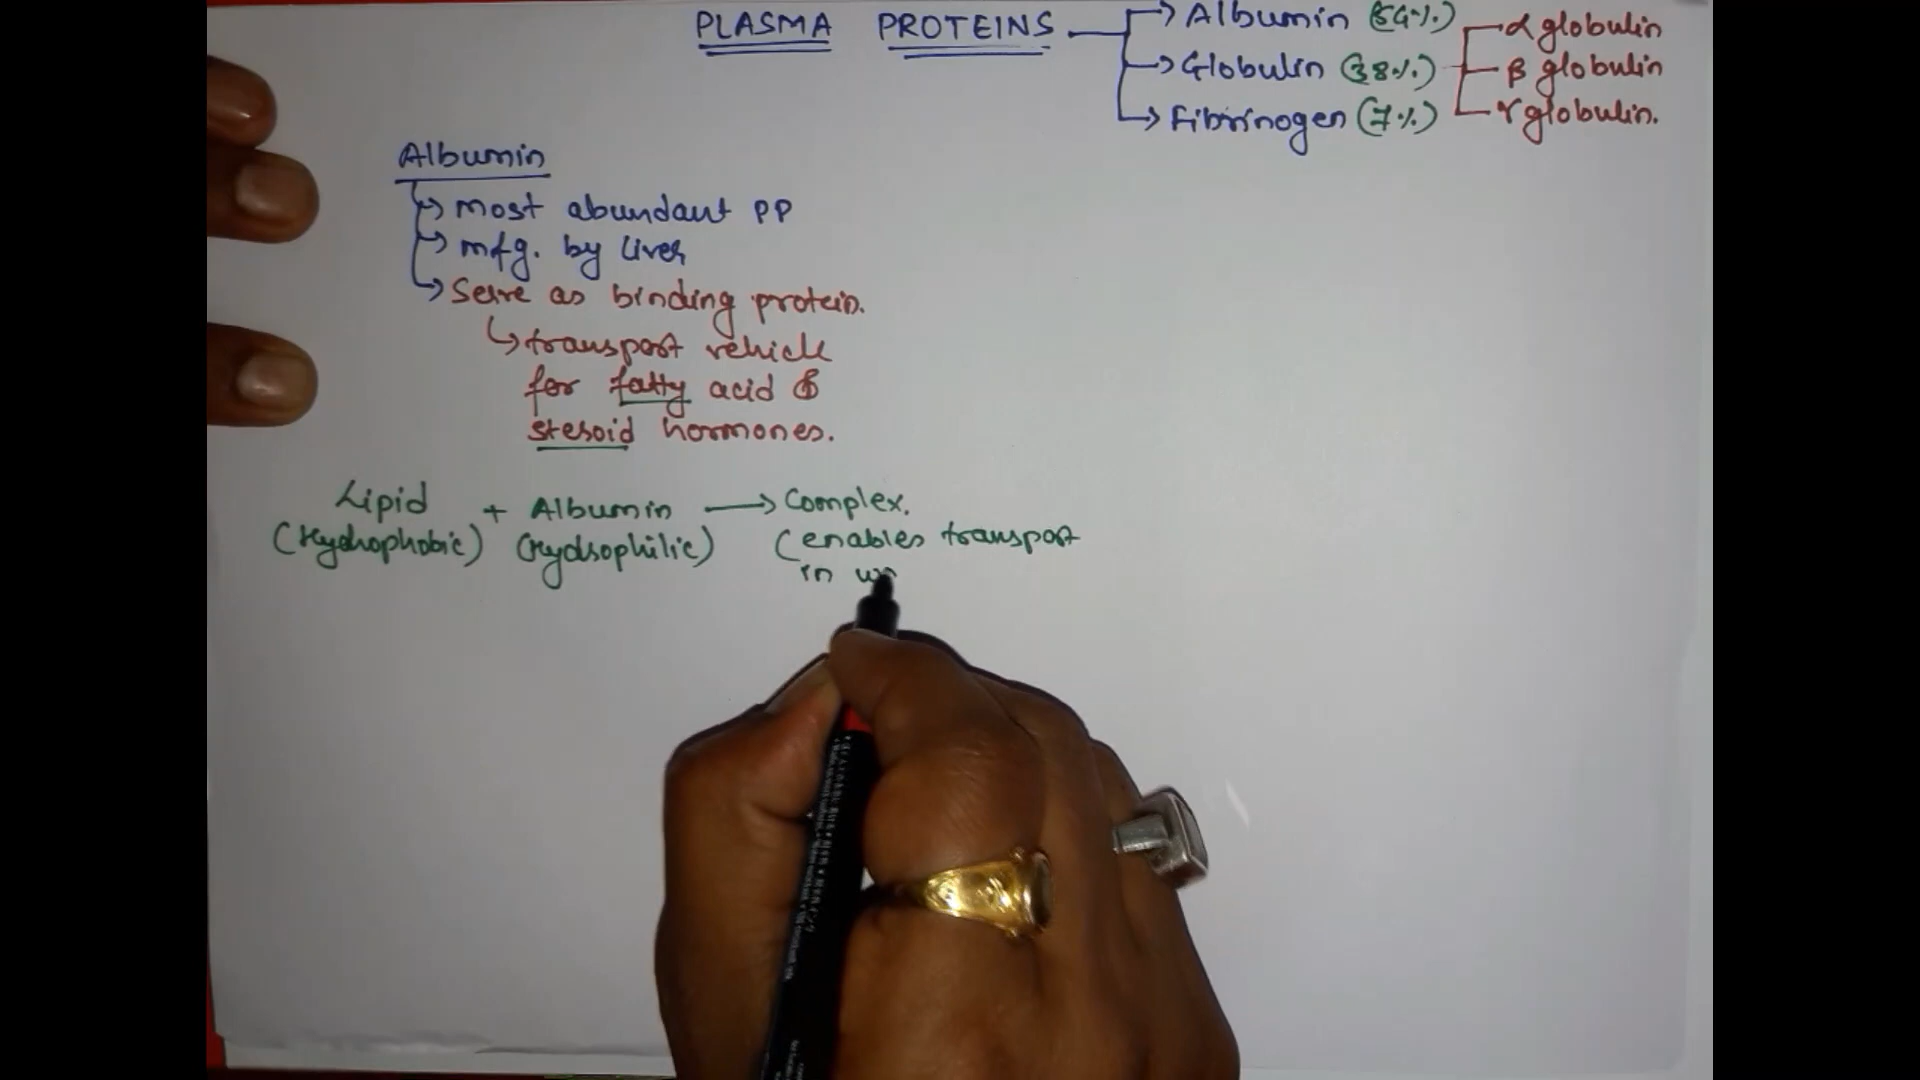 PLASMA PROTEINS
Albumin (54%)
Globulin (38%)
Fibrinogen (7%)
α globulin
β globulin
γ globulin.
Albumin
most abundant PP
mfg. by liver
Serve as binding protein.
transport vehicle
for fatty acid &
steroid hormones.
Lipid + Albumin → Complex.
(Hydrophobic) (Hydrophilic) (enables transport
in